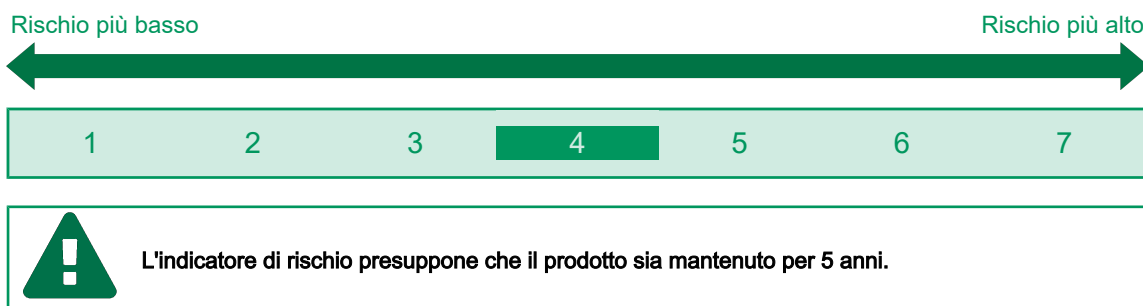 Rischio più basso Rischio più alto
1 2 3 4 5 6 7
L'indicatore di rischio presuppone che il prodotto sia mantenuto per 5 anni.